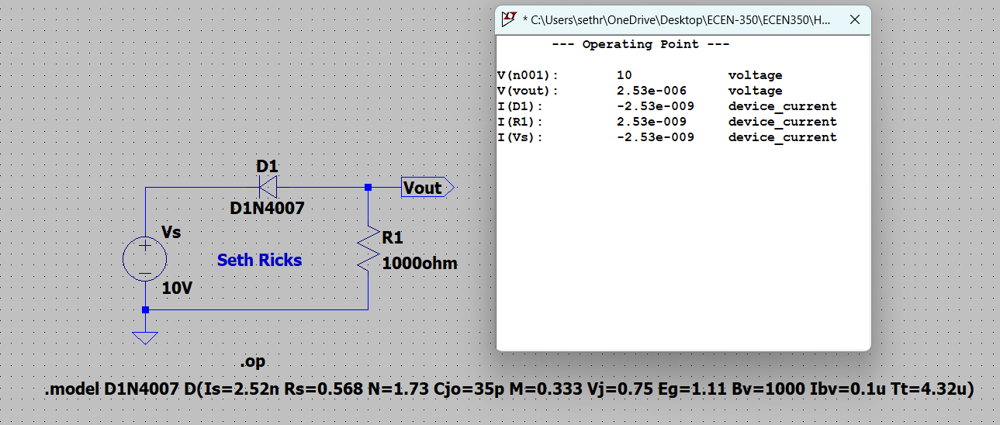 * C:\Users\sethr\OneDrive\Desktop\ECEN-350\ECEN350\H...
--- Operating Point ---
V(n001): 10 voltage
V(vout): 2.53e-006 voltage
I(D1): -2.53e-009 device_current
I(R1): 2.53e-009 device_current
I(Vs): -2.53e-009 device_current
D1
Vout
D1N4007
Vs
R1
Seth Ricks
1000ohm
10V
.op
.model D1N4007 D(Is=2.52n Rs=0.568 N=1.73 Cjo=35p M=0.333 Vj=0.75 Eg=1.11 Bv=1000 Ibv=0.1u Tt=4.32u)